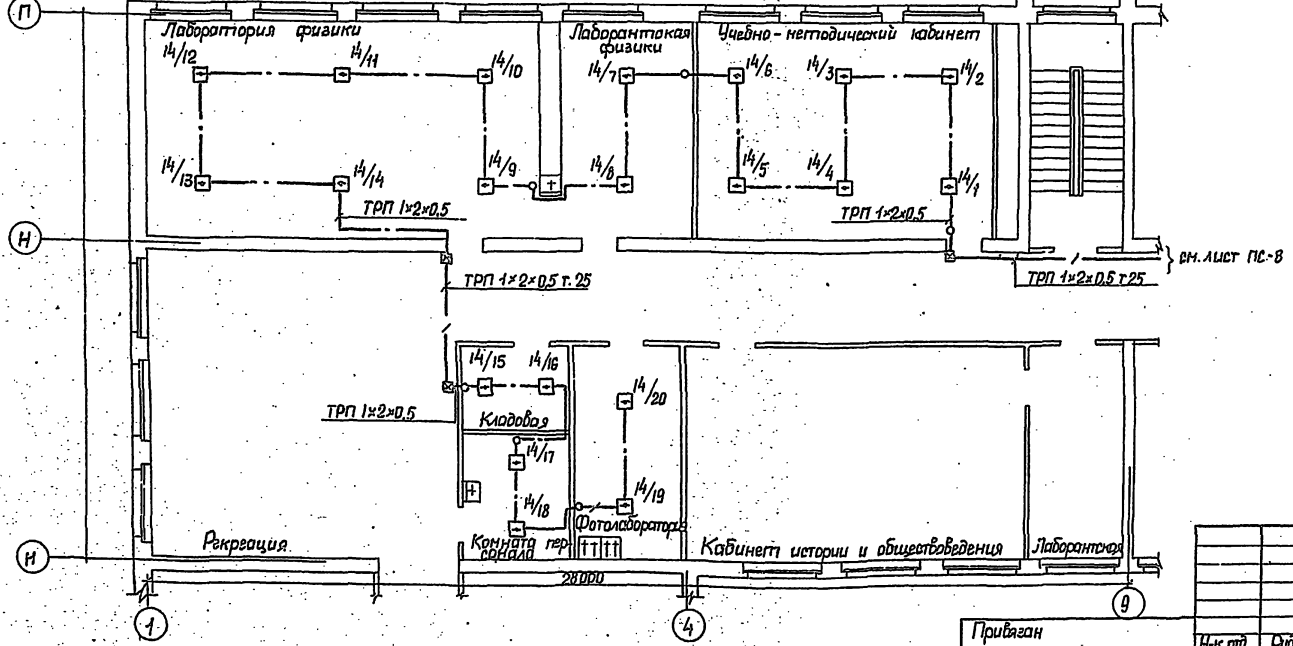 П
Лаборатория физики
Лаборантская физики
Учебно-методический кабинет
14/12
14/11
14/10
14/7
14/6
14/3
14/2
14/13
14/14
14/9
14/8
14/5
14/4
14/1
ТРП 1×2×0,5
ТРП 1×2×0,5
Н
см. лист ПС-8
ТРП 1×2×0,5 т.25
ТРП 1×2×0,5 т.25
14/15
14/16
14/20
ТРП 1×2×0,5
Кладовая
14/17
14/18
14/19
Фотолаборатория
Рекреация
Комната персонала
Кабинет истории и обществоведения
Лаборантская
И
28000
1
4
9
Привязан